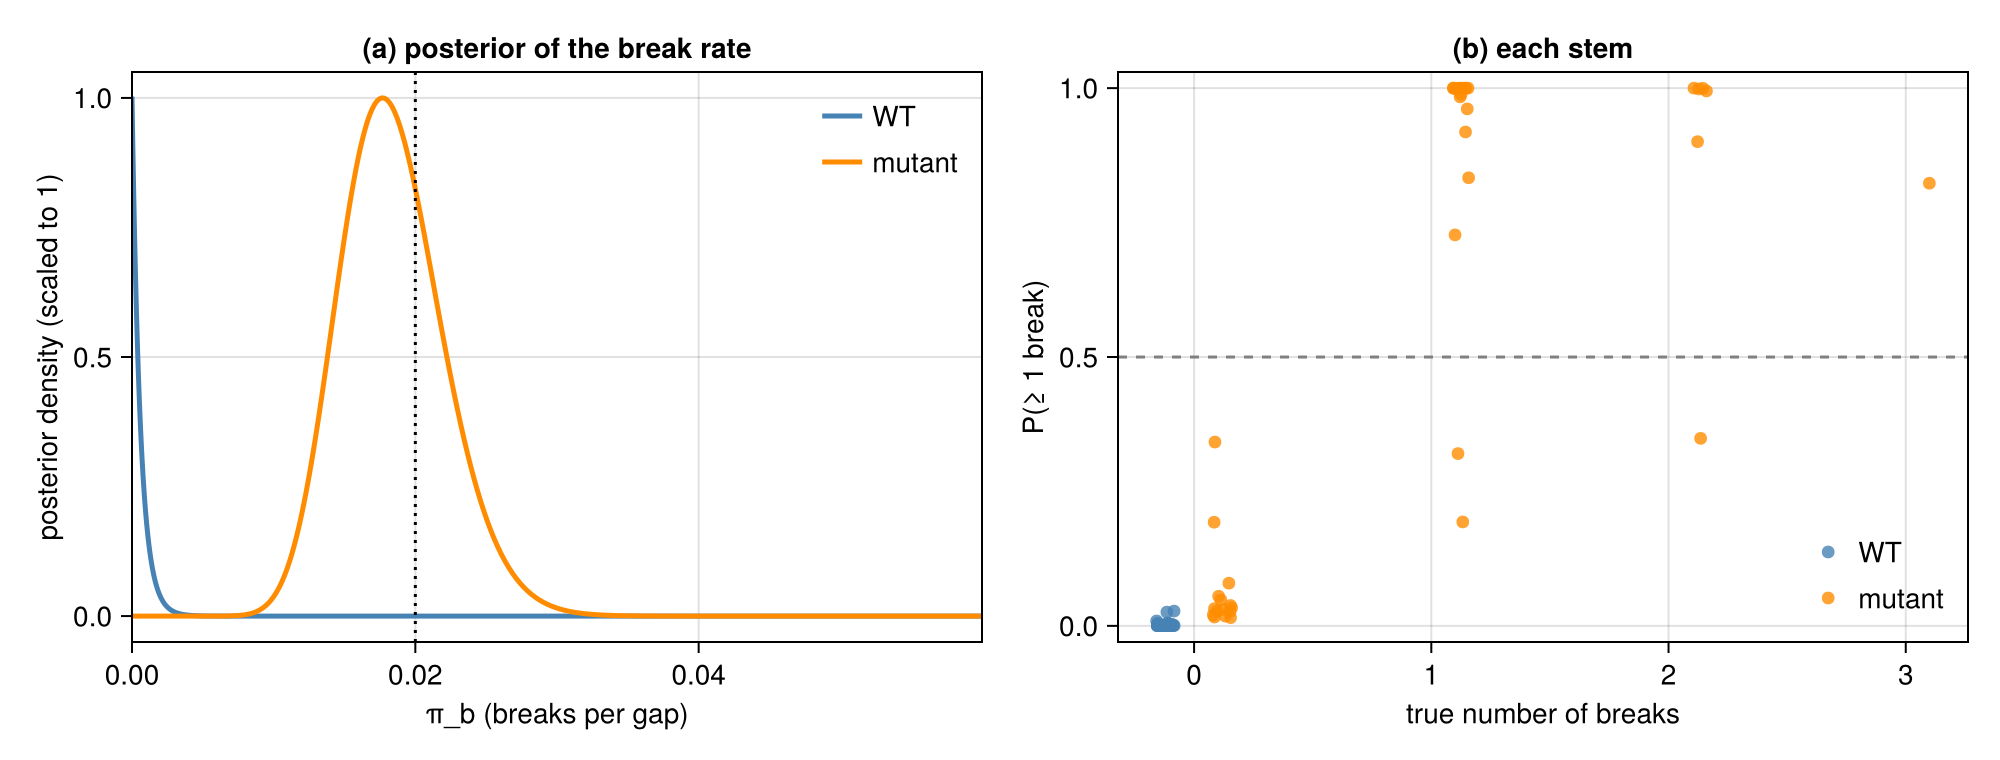 (a) posterior of the break rate
posterior density (scaled to 1)
1.0
0.5
0.0
WT
mutant
0.00
0.02
0.04
π_b (breaks per gap)
(b) each stem
P(≥ 1 break)
1.0
0.5
0.0
WT
mutant
0
1
2
3
true number of breaks